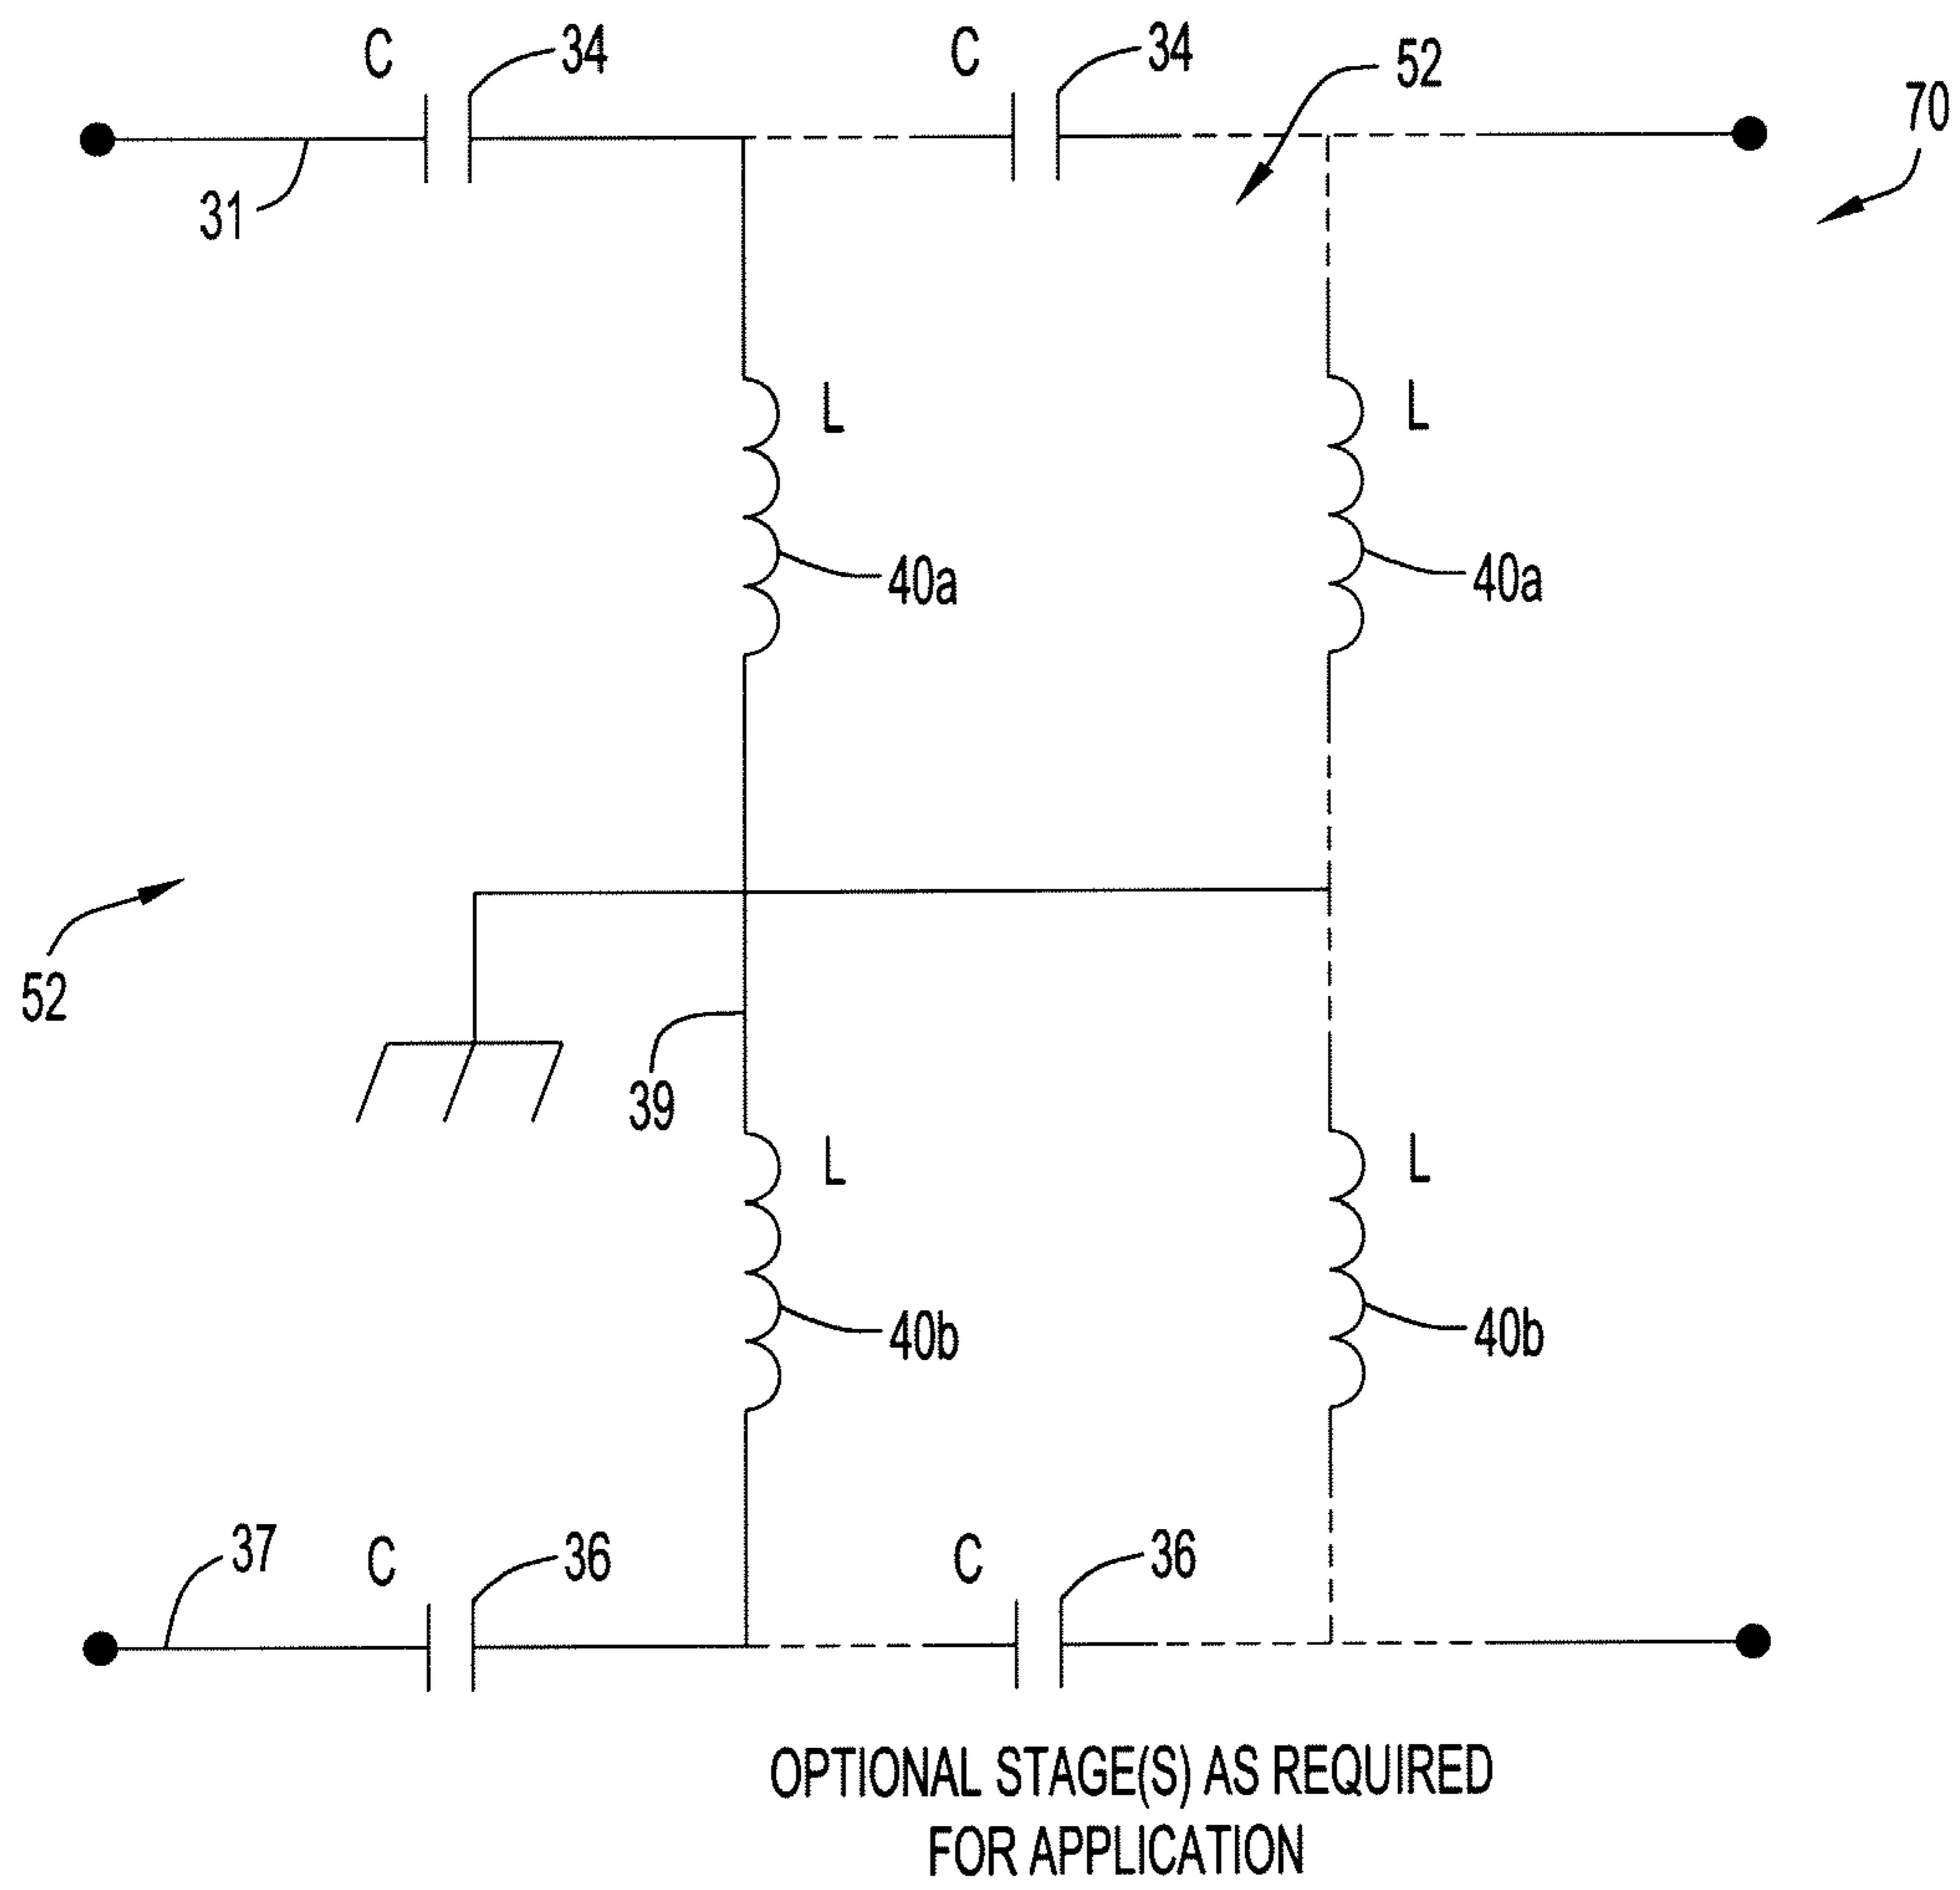 C 34 C 34 52 70
31
L L
40a 40a
52
39
L L
40b 40b
37 C 36 C 36
OPTIONAL STAGE(S) AS REQUIRED
FOR APPLICATION